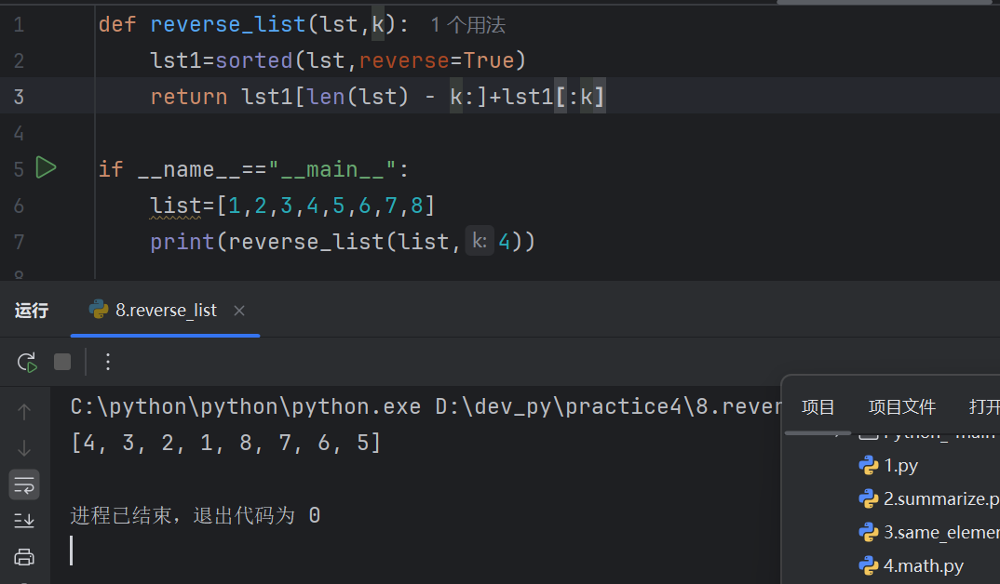 1 def reverse_list(lst,k): 1 个用法
2 lst1=sorted(lst,reverse=True)
3 return lst1[len(lst) - k:]+lst1[:k]
4
5 if __name__=="__main__":
6 list=[1,2,3,4,5,6,7,8]
7 print(reverse_list(list, k: 4))
8
运行 8.reverse_list
C:\python\python\python.exe D:\dev_py\practice4\8.rever
[4, 3, 2, 1, 8, 7, 6, 5]
进程已结束，退出代码为 0
项目 项目文件 打开
1.py
2.summarize.p
3.same_elemer
4.math.py